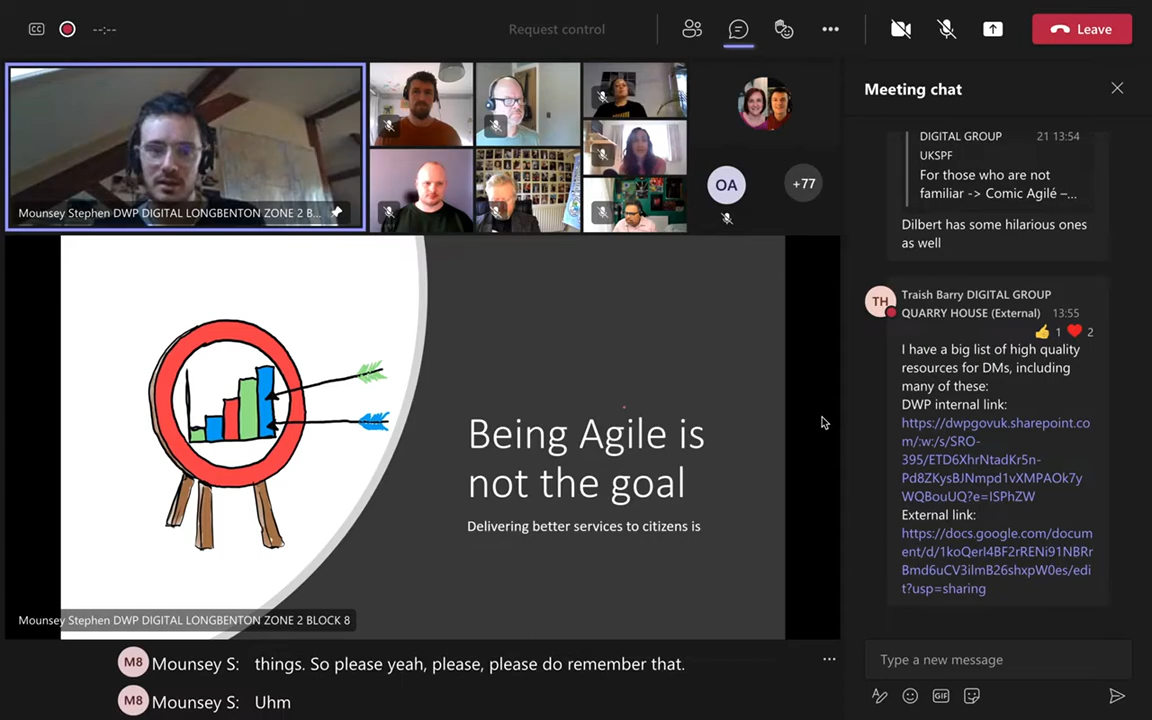 CC
--:--
Request control
Leave
Mounsey Stephen DWP DIGITAL LONGBENTON ZONE 2 B...
OA
+77
Meeting chat
DIGITAL GROUP 21 13:54
UKSPF
For those who are not
familiar -> Comic Agilé –...
Dilbert has some hilarious ones
as well
TH
Traish Barry DIGITAL GROUP
QUARRY HOUSE (External) 13:55
1 2
I have a big list of high quality
resources for DMs, including
many of these:
DWP internal link:
https://dwpgovuk.sharepoint.co
m/:w:/s/SRO-
395/ETD6XhrNtadKr5n-
Pd8ZKysBJNmpd1vXMPAOk7y
WQBouUQ?e=ISPhZW
External link:
https://docs.google.com/docum
ent/d/1koQerI4BF2rRENi91NBRr
Bmd6uCV3ilmB26shxpW0es/edi
t?usp=sharing
Being Agile is
not the goal
Delivering better services to citizens is
Mounsey Stephen DWP DIGITAL LONGBENTON ZONE 2 BLOCK 8
M8 Mounsey S: things. So please yeah, please, please do remember that.
M8 Mounsey S: Uhm
Type a new message
GIF